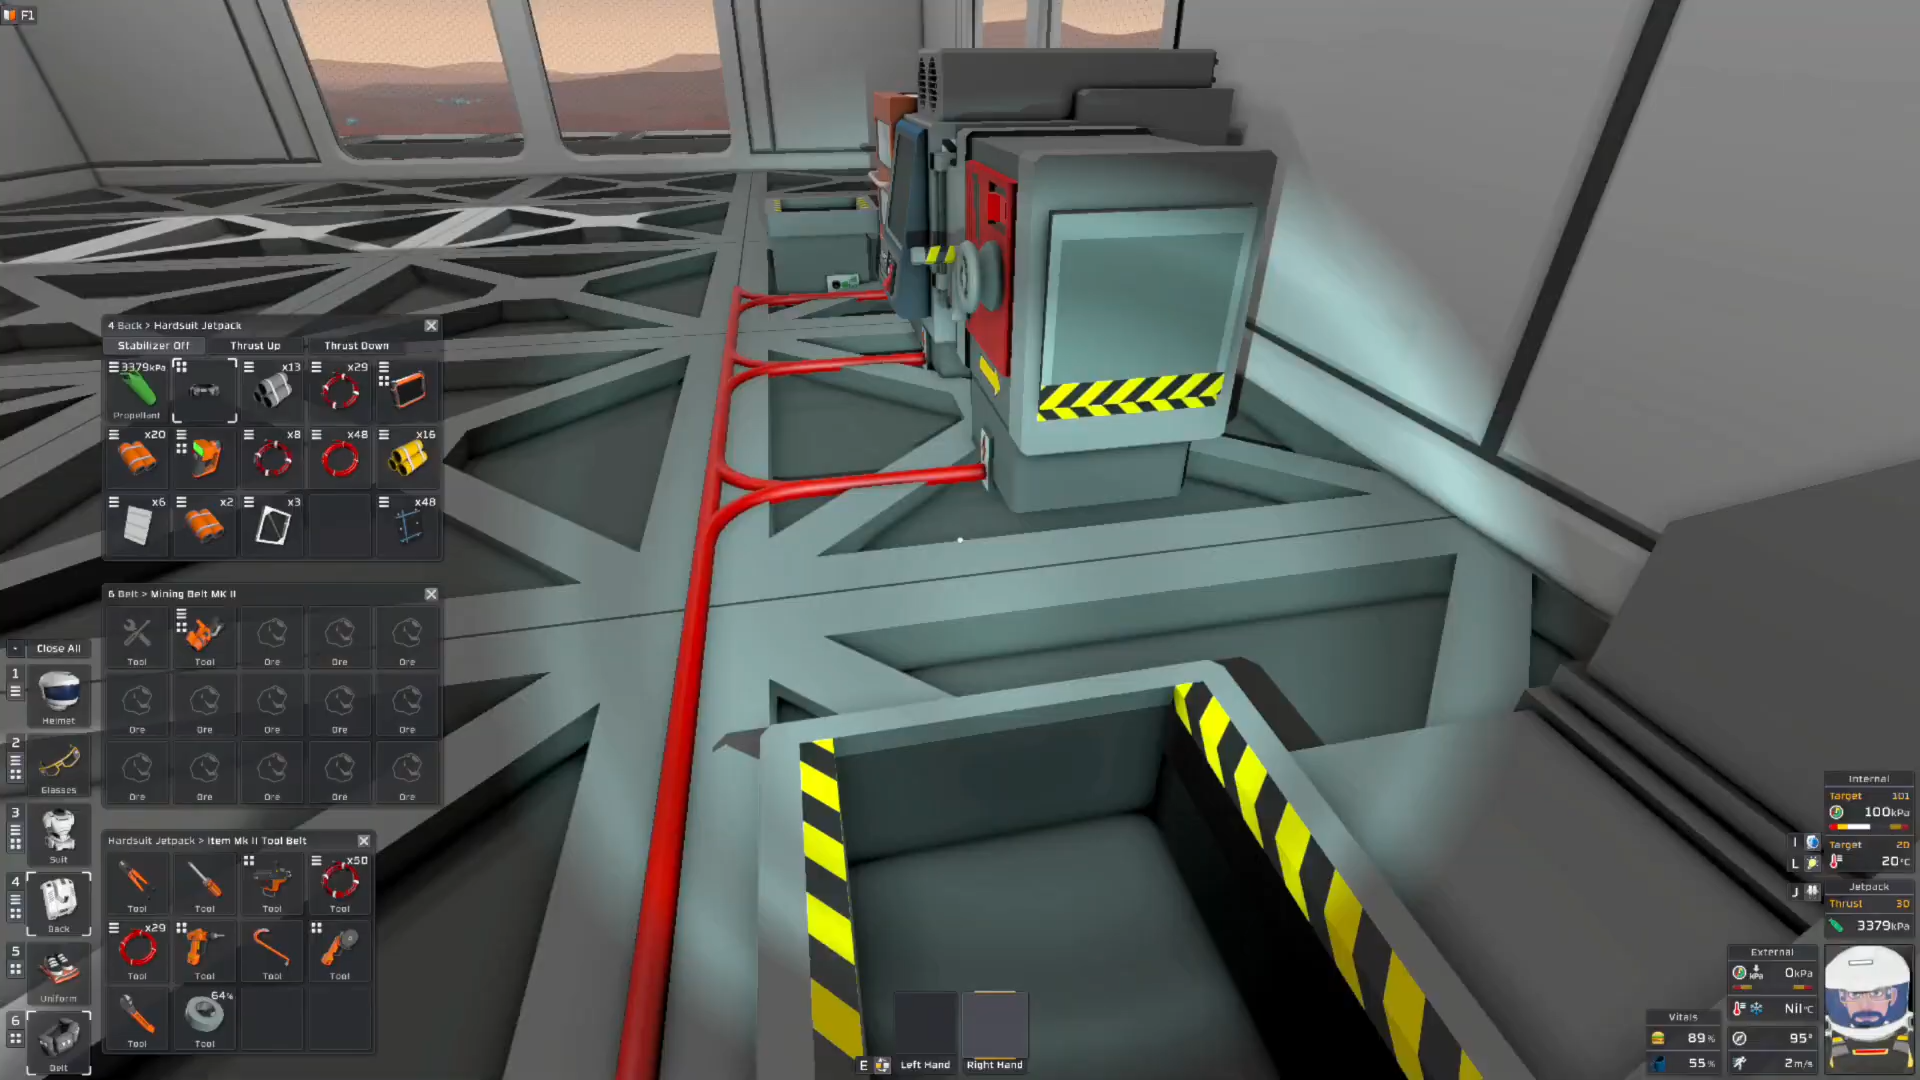 F1
4 Back > Hardsuit Jetpack
Stabilizer Off Thrust Up Thrust Down
3379kPa x13 x29
Propellant
x20 x8 x48 x16
x6 x2 x3 x48
6 Belt > Mining Belt MK II
Tool Tool Ore Ore Ore
Ore Ore Ore Ore Ore
Ore Ore Ore Ore Ore
Close All
1
Helmet
2
Glasses
3
Suit
4
Back
5
Uniform
6
Belt
Hardsuit Jetpack > Item Mk II Tool Belt
x50
Tool Tool Tool Tool
x29
Tool Tool Tool Tool
64%
Tool Tool
E Left Hand Right Hand
Internal
Target 101
100kPa
I Target 20
L 20°C
J Jetpack
Thrust 30
3379kPa
External
0kPa
Nil°C
95°
2m/s
Vitals
89%
55%